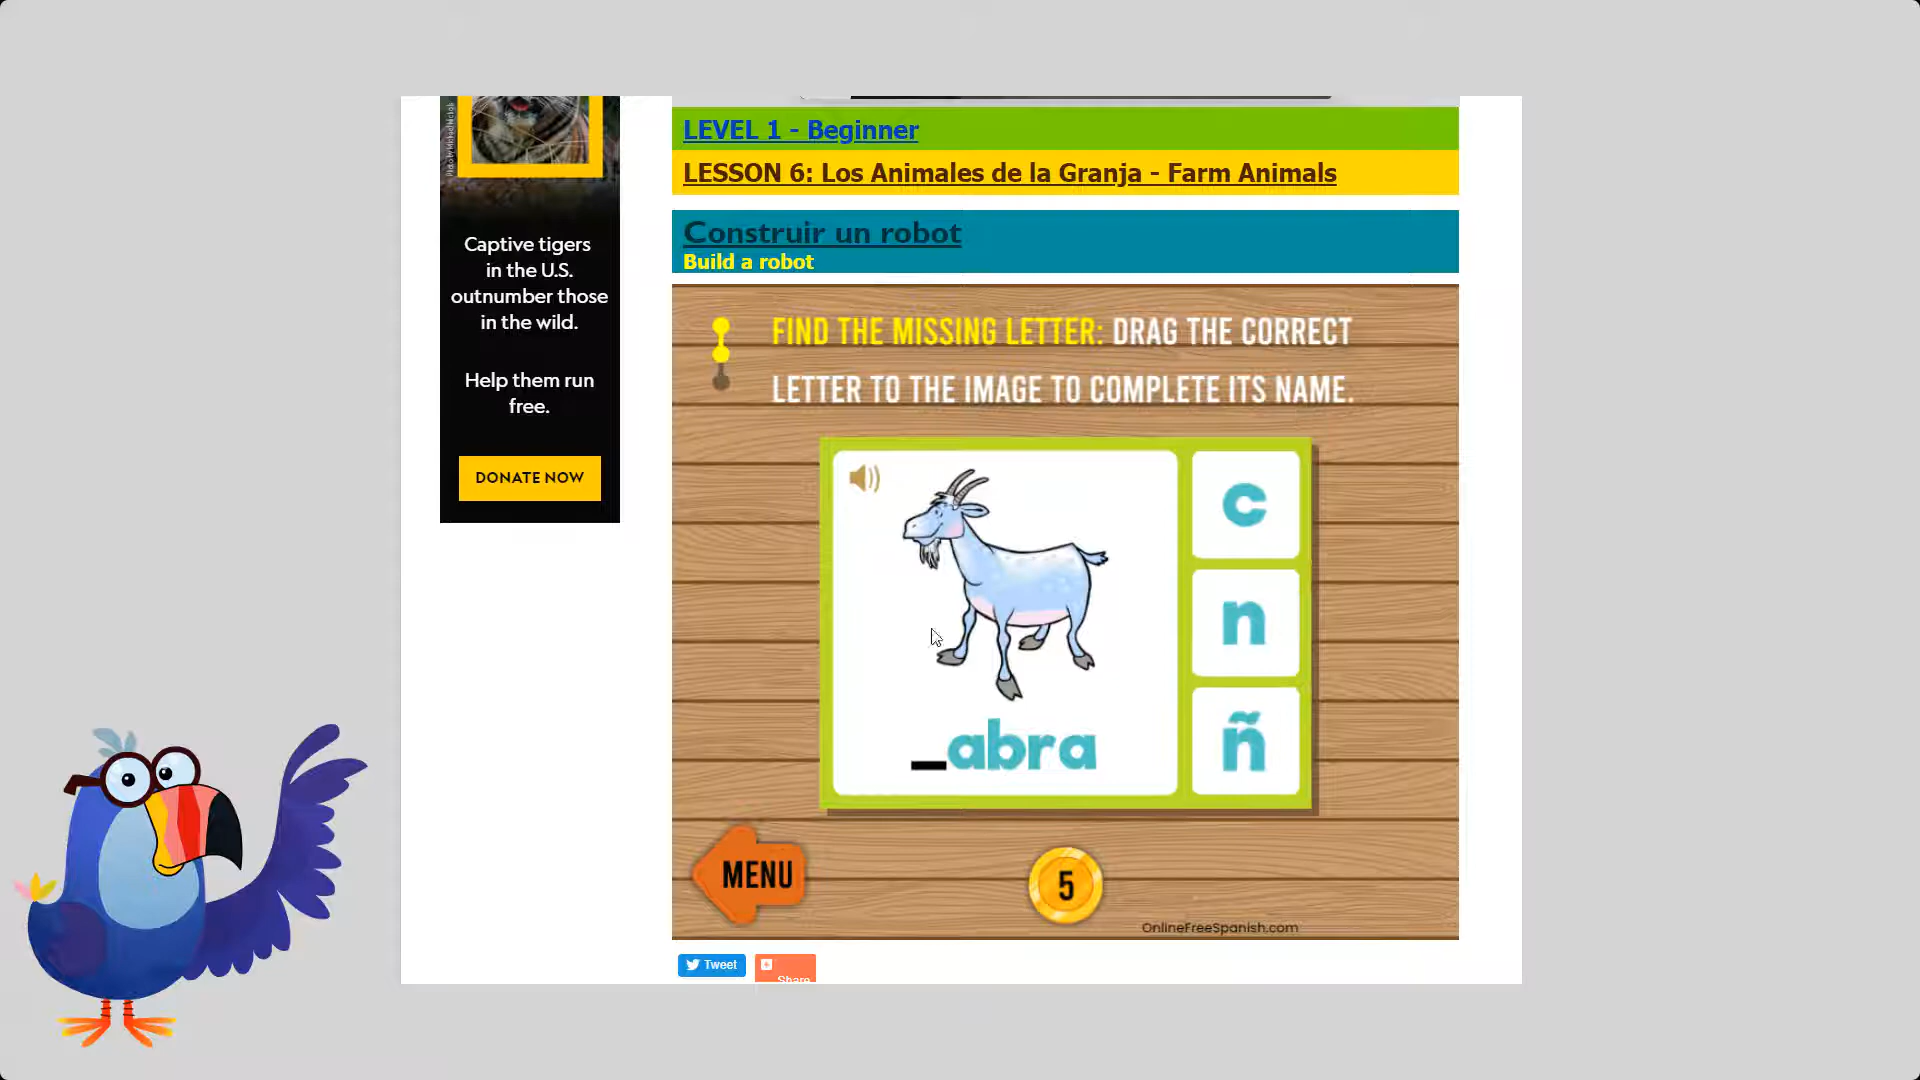 Captive tigers
in the U.S.
outnumber those
in the wild.
Help them run
free.
DONATE NOW
LEVEL 1 - Beginner
LESSON 6: Los Animales de la Granja - Farm Animals
Construir un robot
Build a robot
FIND THE MISSING LETTER: DRAG THE CORRECT
LETTER TO THE IMAGE TO COMPLETE ITS NAME.
c
n
ñ
_abra
MENU
5
OnlineFreeSpanish.com
Tweet
Share